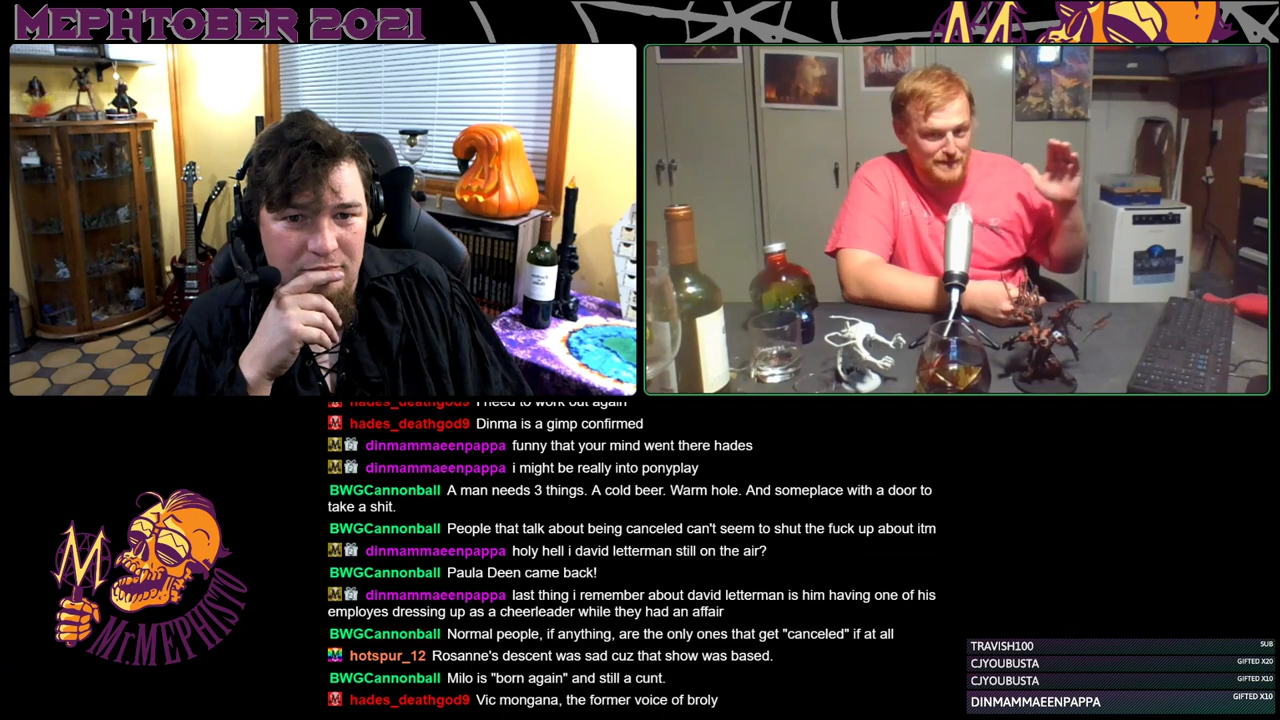 MEPHTOBER 2021
hades_deathgod9 I need to work out again
hades_deathgod9 Dinma is a gimp confirmed
dinmammaeenpappa funny that your mind went there hades
dinmammaeenpappa i might be really into ponyplay
BWGCannonball A man needs 3 things. A cold beer. Warm hole. And someplace with a door to
take a shit.
BWGCannonball People that talk about being canceled can't seem to shut the fuck up about itm
dinmammaeenpappa holy hell i david letterman still on the air?
BWGCannonball Paula Deen came back!
dinmammaeenpappa last thing i remember about david letterman is him having one of his
employes dressing up as a cheerleader while they had an affair
BWGCannonball Normal people, if anything, are the only ones that get "canceled" if at all
hotspur_12 Rosanne's descent was sad cuz that show was based.
BWGCannonball Milo is "born again" and still a cunt.
hades_deathgod9 Vic mongana, the former voice of broly
M
Mr.MEPHISTO
TRAVISH100 SUB
CJYOUBUSTA GIFTED X20
CJYOUBUSTA GIFTED X10
DINMAMMAEENPAPPA GIFTED X10